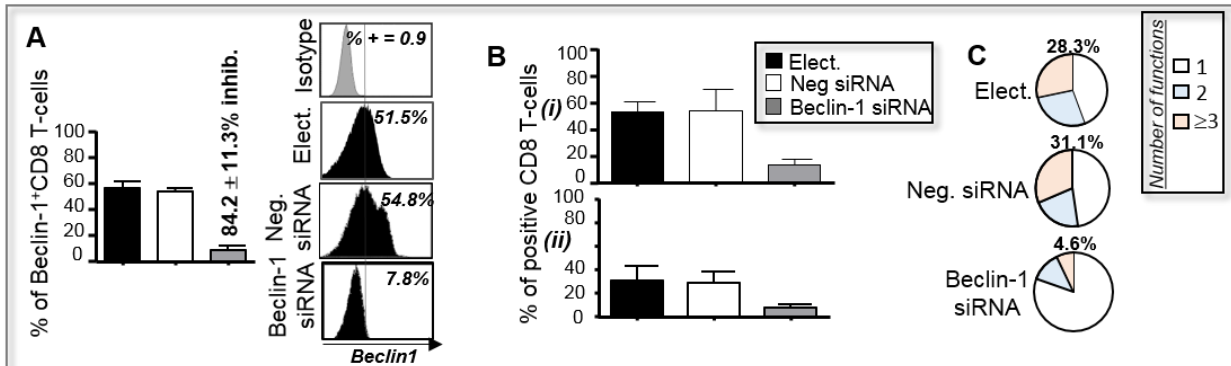 A
% of Beclin-1⁺CD8 T-cells
100
80
60
40
20
0
84.2 ± 11.3% inhib.
Isotype
% + = 0.9
Elect.
51.5%
Neg.
siRNA
54.8%
Beclin-1
siRNA
7.8%
Beclin1
B
% of positive CD8 T-cells
(i)
100
80
60
40
20
0
Elect.
Neg siRNA
Beclin-1 siRNA
(ii)
100
80
40
20
0
C
28.3%
Elect.
31.1%
Neg. siRNA
4.6%
Beclin-1
siRNA
Number of functions
1
2
≥3